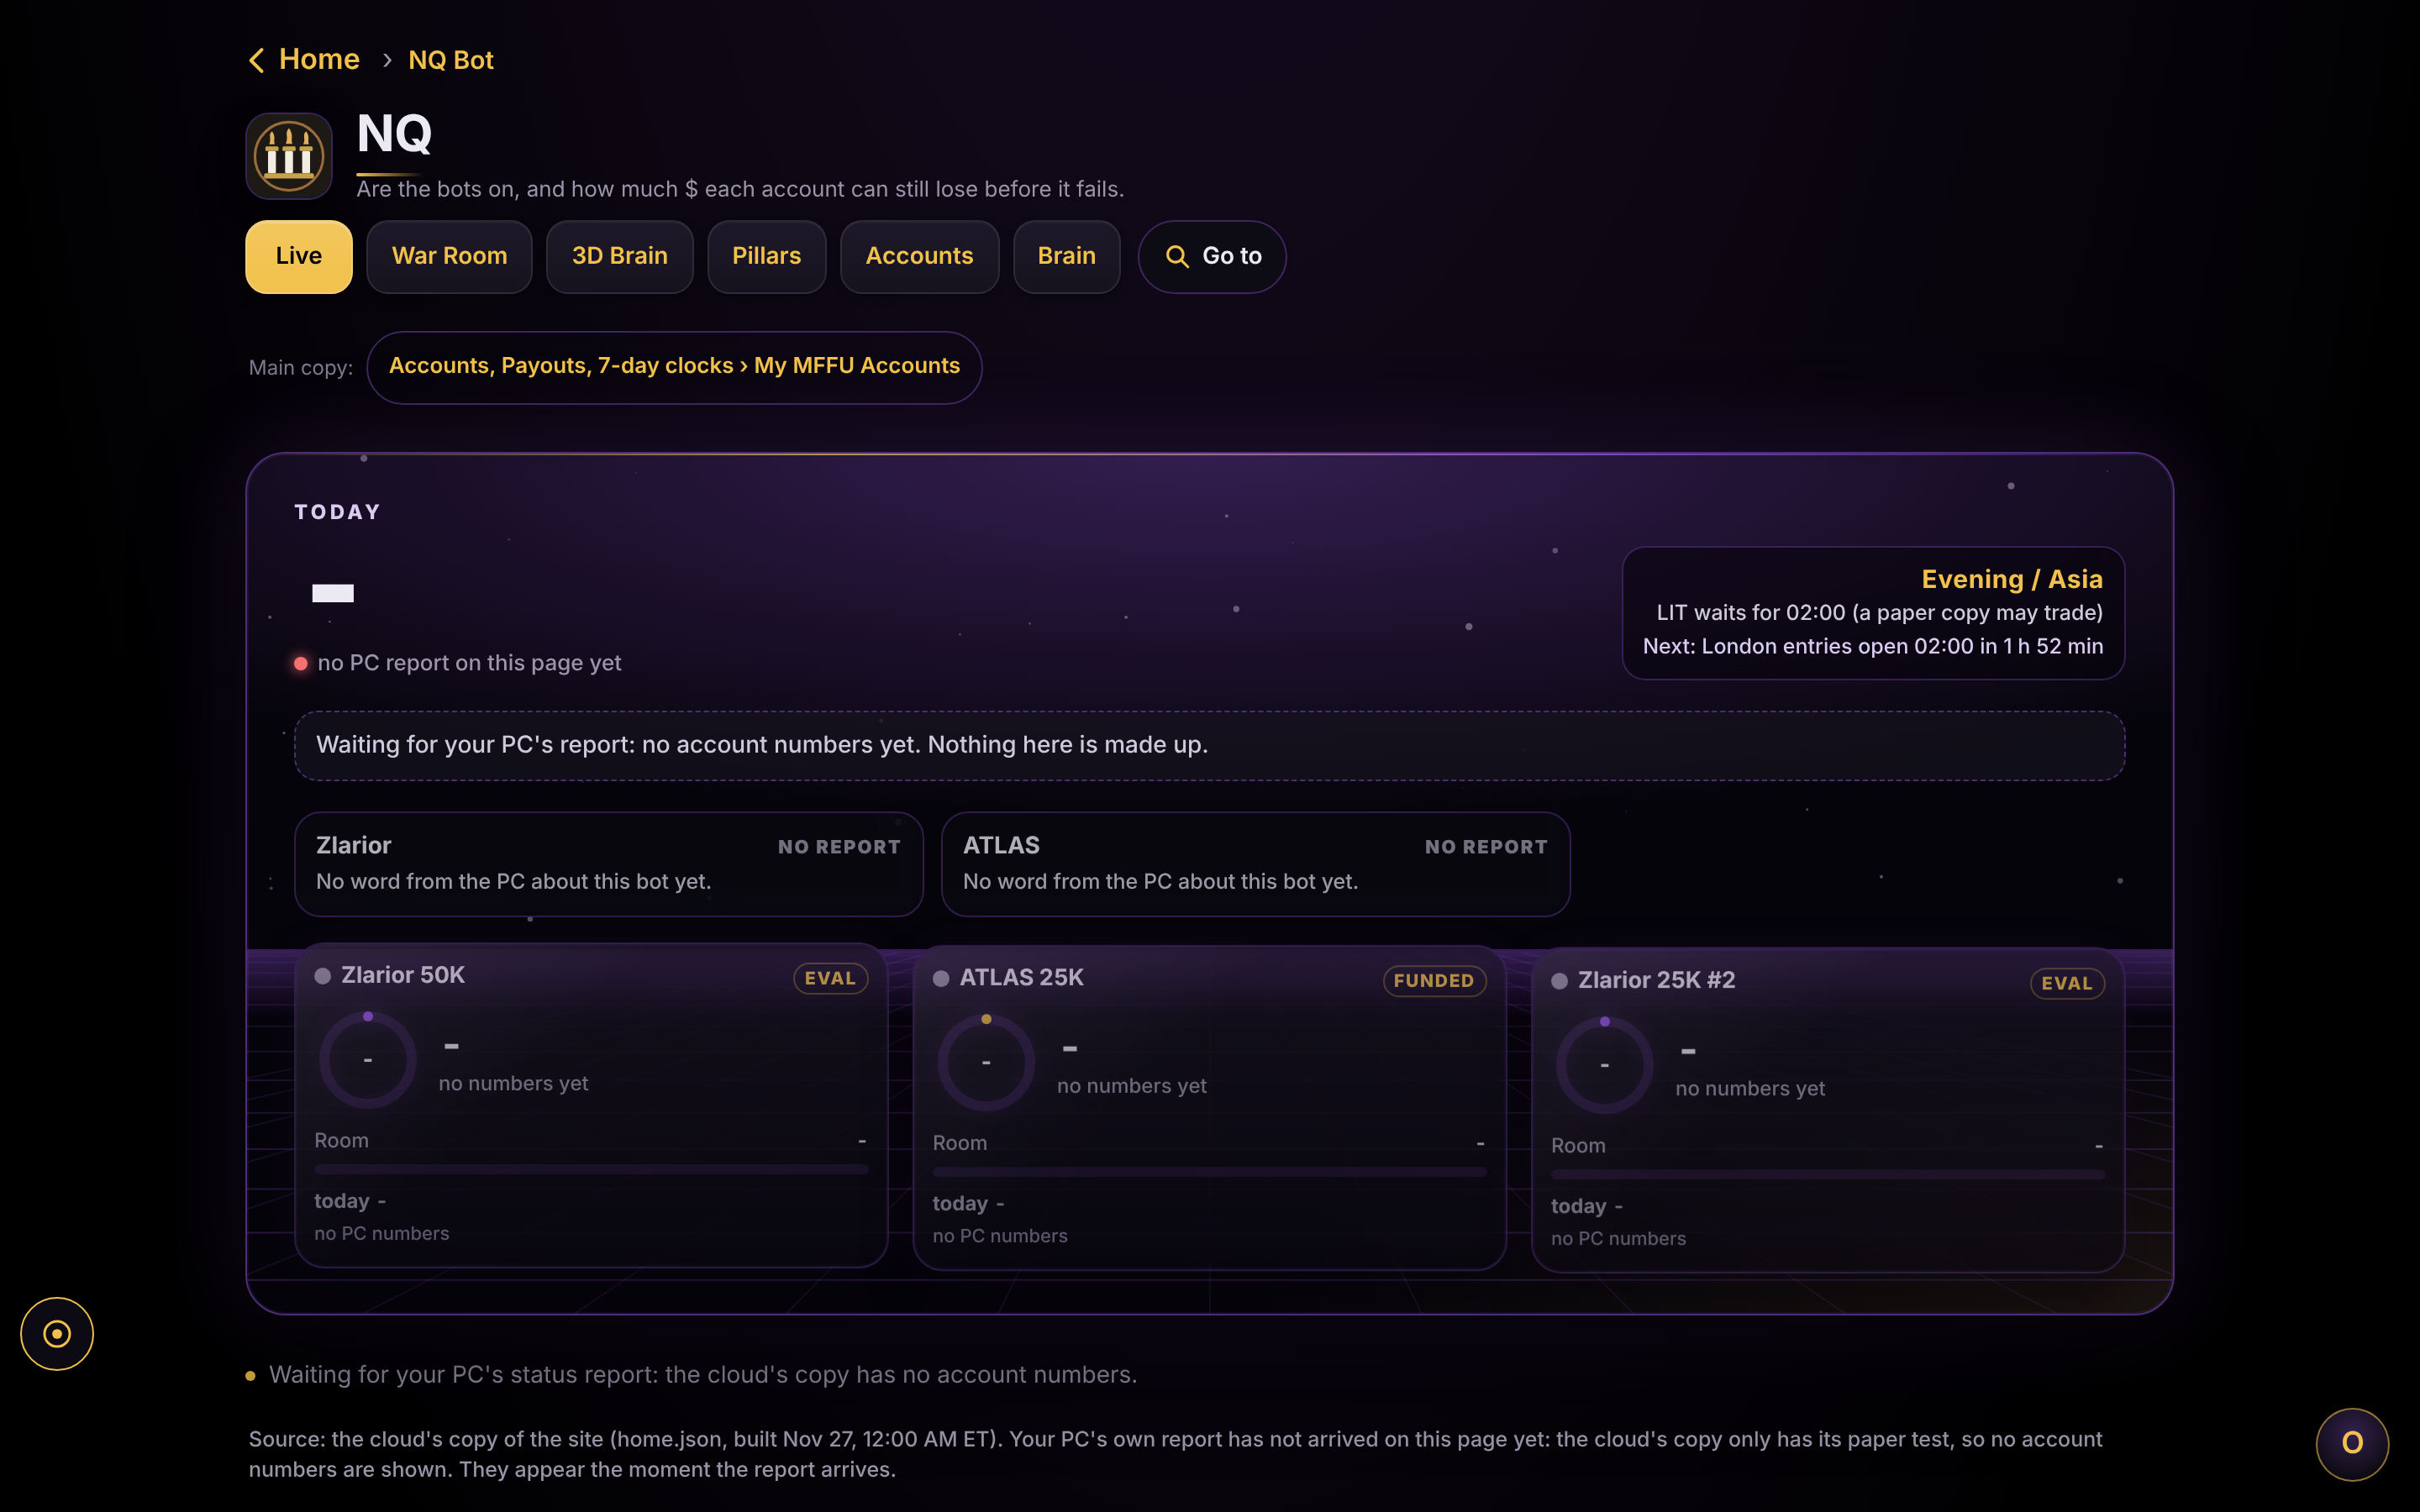 Home › NQ Bot
NQ
Are the bots on, and how much $ each account can still lose before it fails.
Live
War Room
3D Brain
Pillars
Accounts
Brain
Go to
Main copy:
Accounts, Payouts, 7-day clocks › My MFFU Accounts
TODAY
-
no PC report on this page yet
Evening / Asia
LIT waits for 02:00 (a paper copy may trade)
Next: London entries open 02:00 in 1 h 52 min
Waiting for your PC's report: no account numbers yet. Nothing here is made up.
Zlarior
NO REPORT
No word from the PC about this bot yet.
ATLAS
NO REPORT
No word from the PC about this bot yet.
Zlarior 50K
EVAL
-
-
no numbers yet
Room
-
today -
no PC numbers
ATLAS 25K
FUNDED
-
-
no numbers yet
Room
-
today -
no PC numbers
Zlarior 25K #2
EVAL
-
-
no numbers yet
Room
-
today -
no PC numbers
Waiting for your PC's status report: the cloud's copy has no account numbers.
Source: the cloud's copy of the site (home.json, built Nov 27, 12:00 AM ET). Your PC's own report has not arrived on this page yet: the cloud's copy only has its paper test, so no account
numbers are shown. They appear the moment the report arrives.
O